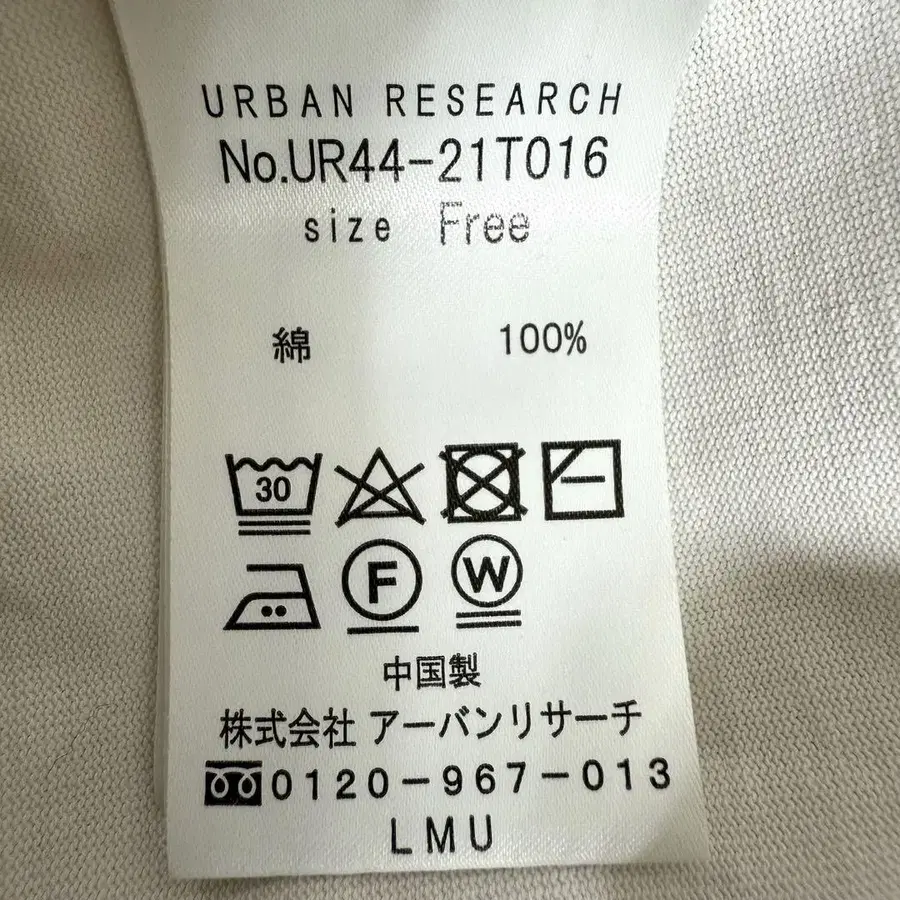 URBAN RESEARCH
No.UR44-21T016
size Free
綿 100%
30
F W
中国製
株式会社 アーバンリサーチ
0120-967-013
LMU